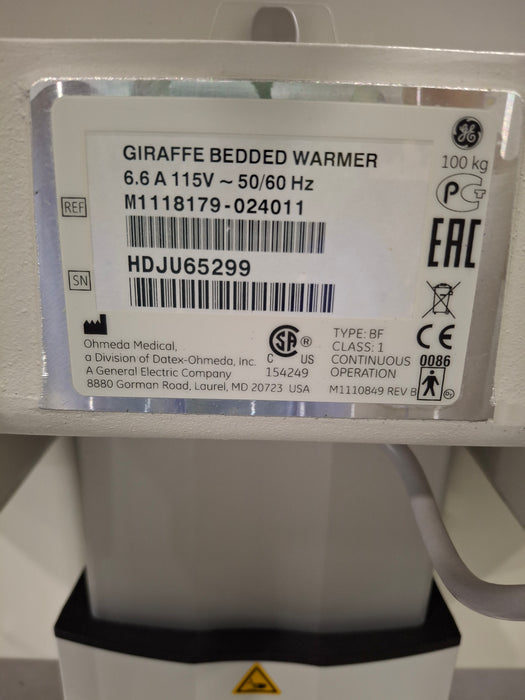 GE
GIRAFFE BEDDED WARMER
100 kg
6.6 A 115V ~ 50/60 Hz
REF M1118179-024011
EAC
SN HDJU65299
Ohmeda Medical,
a Division of Datex-Ohmeda, Inc.
A General Electric Company
8880 Gorman Road, Laurel, MD 20723 USA
SA ®
C US
154249
TYPE: BF
CLASS: 1
CONTINUOUS
OPERATION
M1110849 REV B
CE
0086